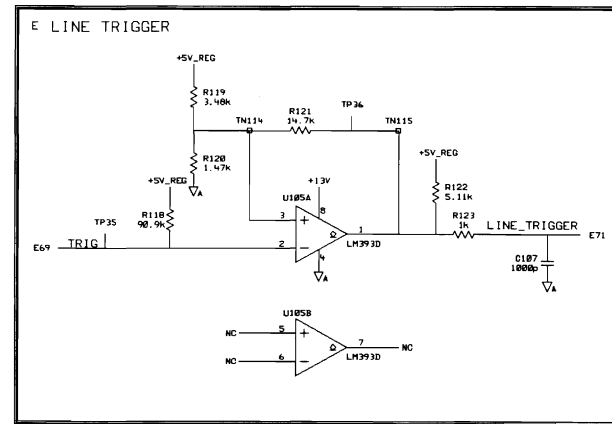 E LINE TRIGGER
+5V_REG
R119
3.48k
TN114
R121
14.7k
TP36
TN115
+5V_REG
R120
1.47k
A
+5V_REG
R122
5.11k
TP35
R118
90.9k
+13V
U105A
8
3
+
1
R123
1k
LINE_TRIGGER
E69
TRIG
2
−
LM393D
E71
4
A
C107
1000p
A
U105B
NC
5
+
7
NC
NC
6
−
LM393D